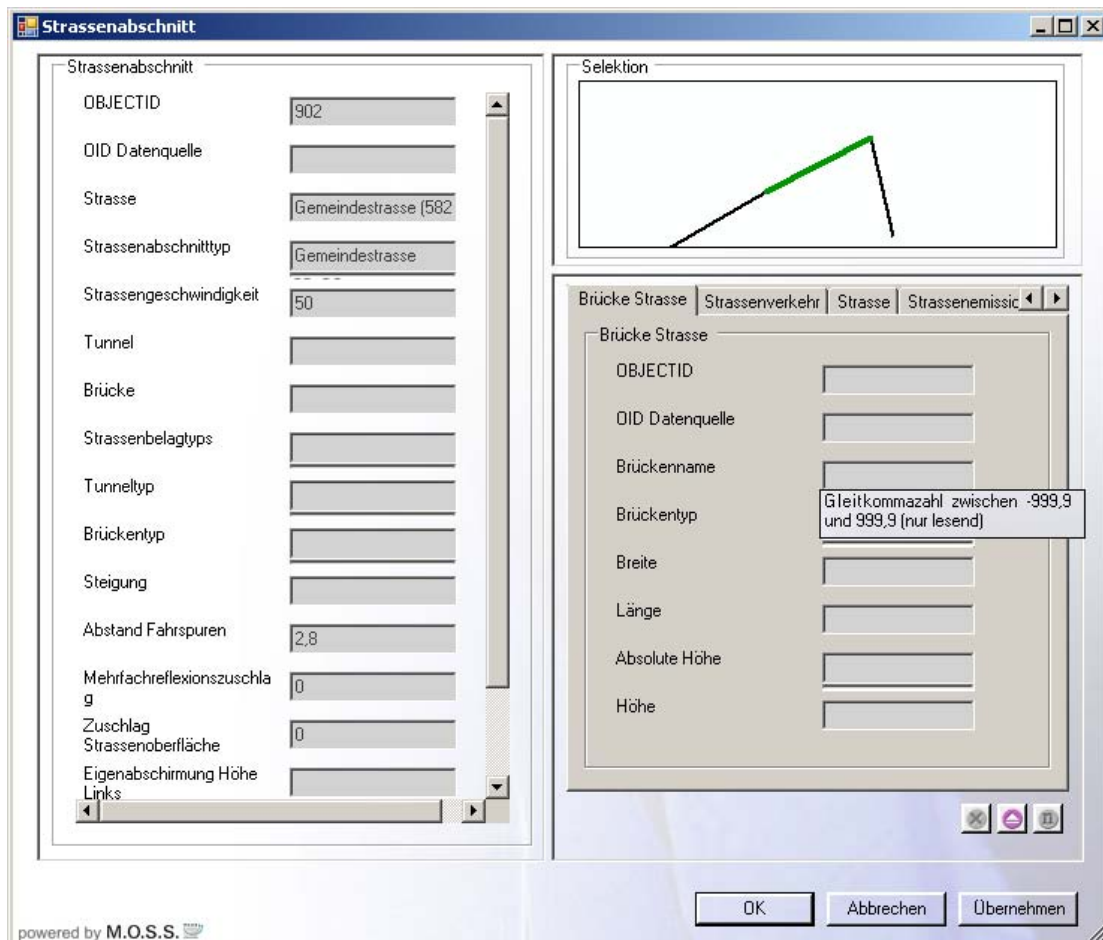 Strassenabschnitt
Strassenabschnitt
OBJECTID
902
OID Datenquelle
Strasse
Gemeindestrasse (582
Strassenabschnitttyp
Gemeindestrasse
Strassengeschwindigkeit
50
Tunnel
Brücke
Strassenbelagtyps
Tunneltyp
Brückentyp
Steigung
Abstand Fahrspuren
2,8
Mehrfachreflexionszuschla
g
0
Zuschlag
Strassenoberfläche
0
Eigenabschirmung Höhe
Links
Selektion
Brücke Strasse
Strassenverkehr
Strasse
Strassenemissic
Brücke Strasse
OBJECTID
OID Datenquelle
Brückenname
Gleitkommazahl zwischen -999,9
und 999,9 (nur lesend)
Brückentyp
Breite
Länge
Absolute Höhe
Höhe
OK
Abbrechen
Übernehmen
powered by M.O.S.S.